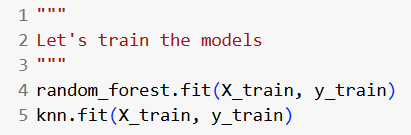 1 """
2 Let's train the models
3 """
4 random_forest.fit(X_train, y_train)
5 knn.fit(X_train, y_train)